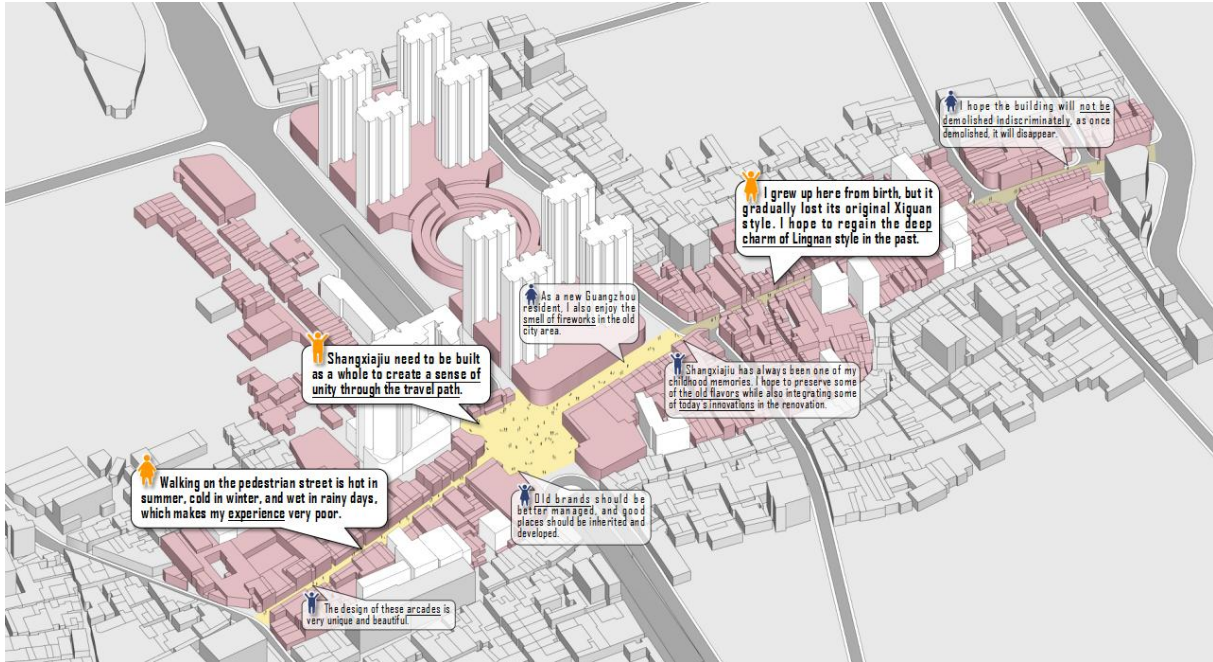 I hope the building will not be
demolished indiscriminately, as once
demolished, it will disappear.
I grew up here from birth, but it
gradually lost its original Xiguan
style. I hope to regain the deep
charm of Lingnan style in the past.
As a new Guangzhou
resident, I also enjoy the
smell of fireworks in the old
city area.
Shangxiajiu need to be built
as a whole to create a sense of
unity through the travel path.
Shangxiajiu has always been one of my
childhood memories. I hope to preserve some
of the old flavors while also integrating some
of today's innovations in the renovation.
Walking on the pedestrian street is hot in
summer, cold in winter, and wet in rainy days,
which makes my experience very poor.
Old brands should be
better managed, and good
places should be inherited and
developed.
The design of these arcades is
very unique and beautiful.